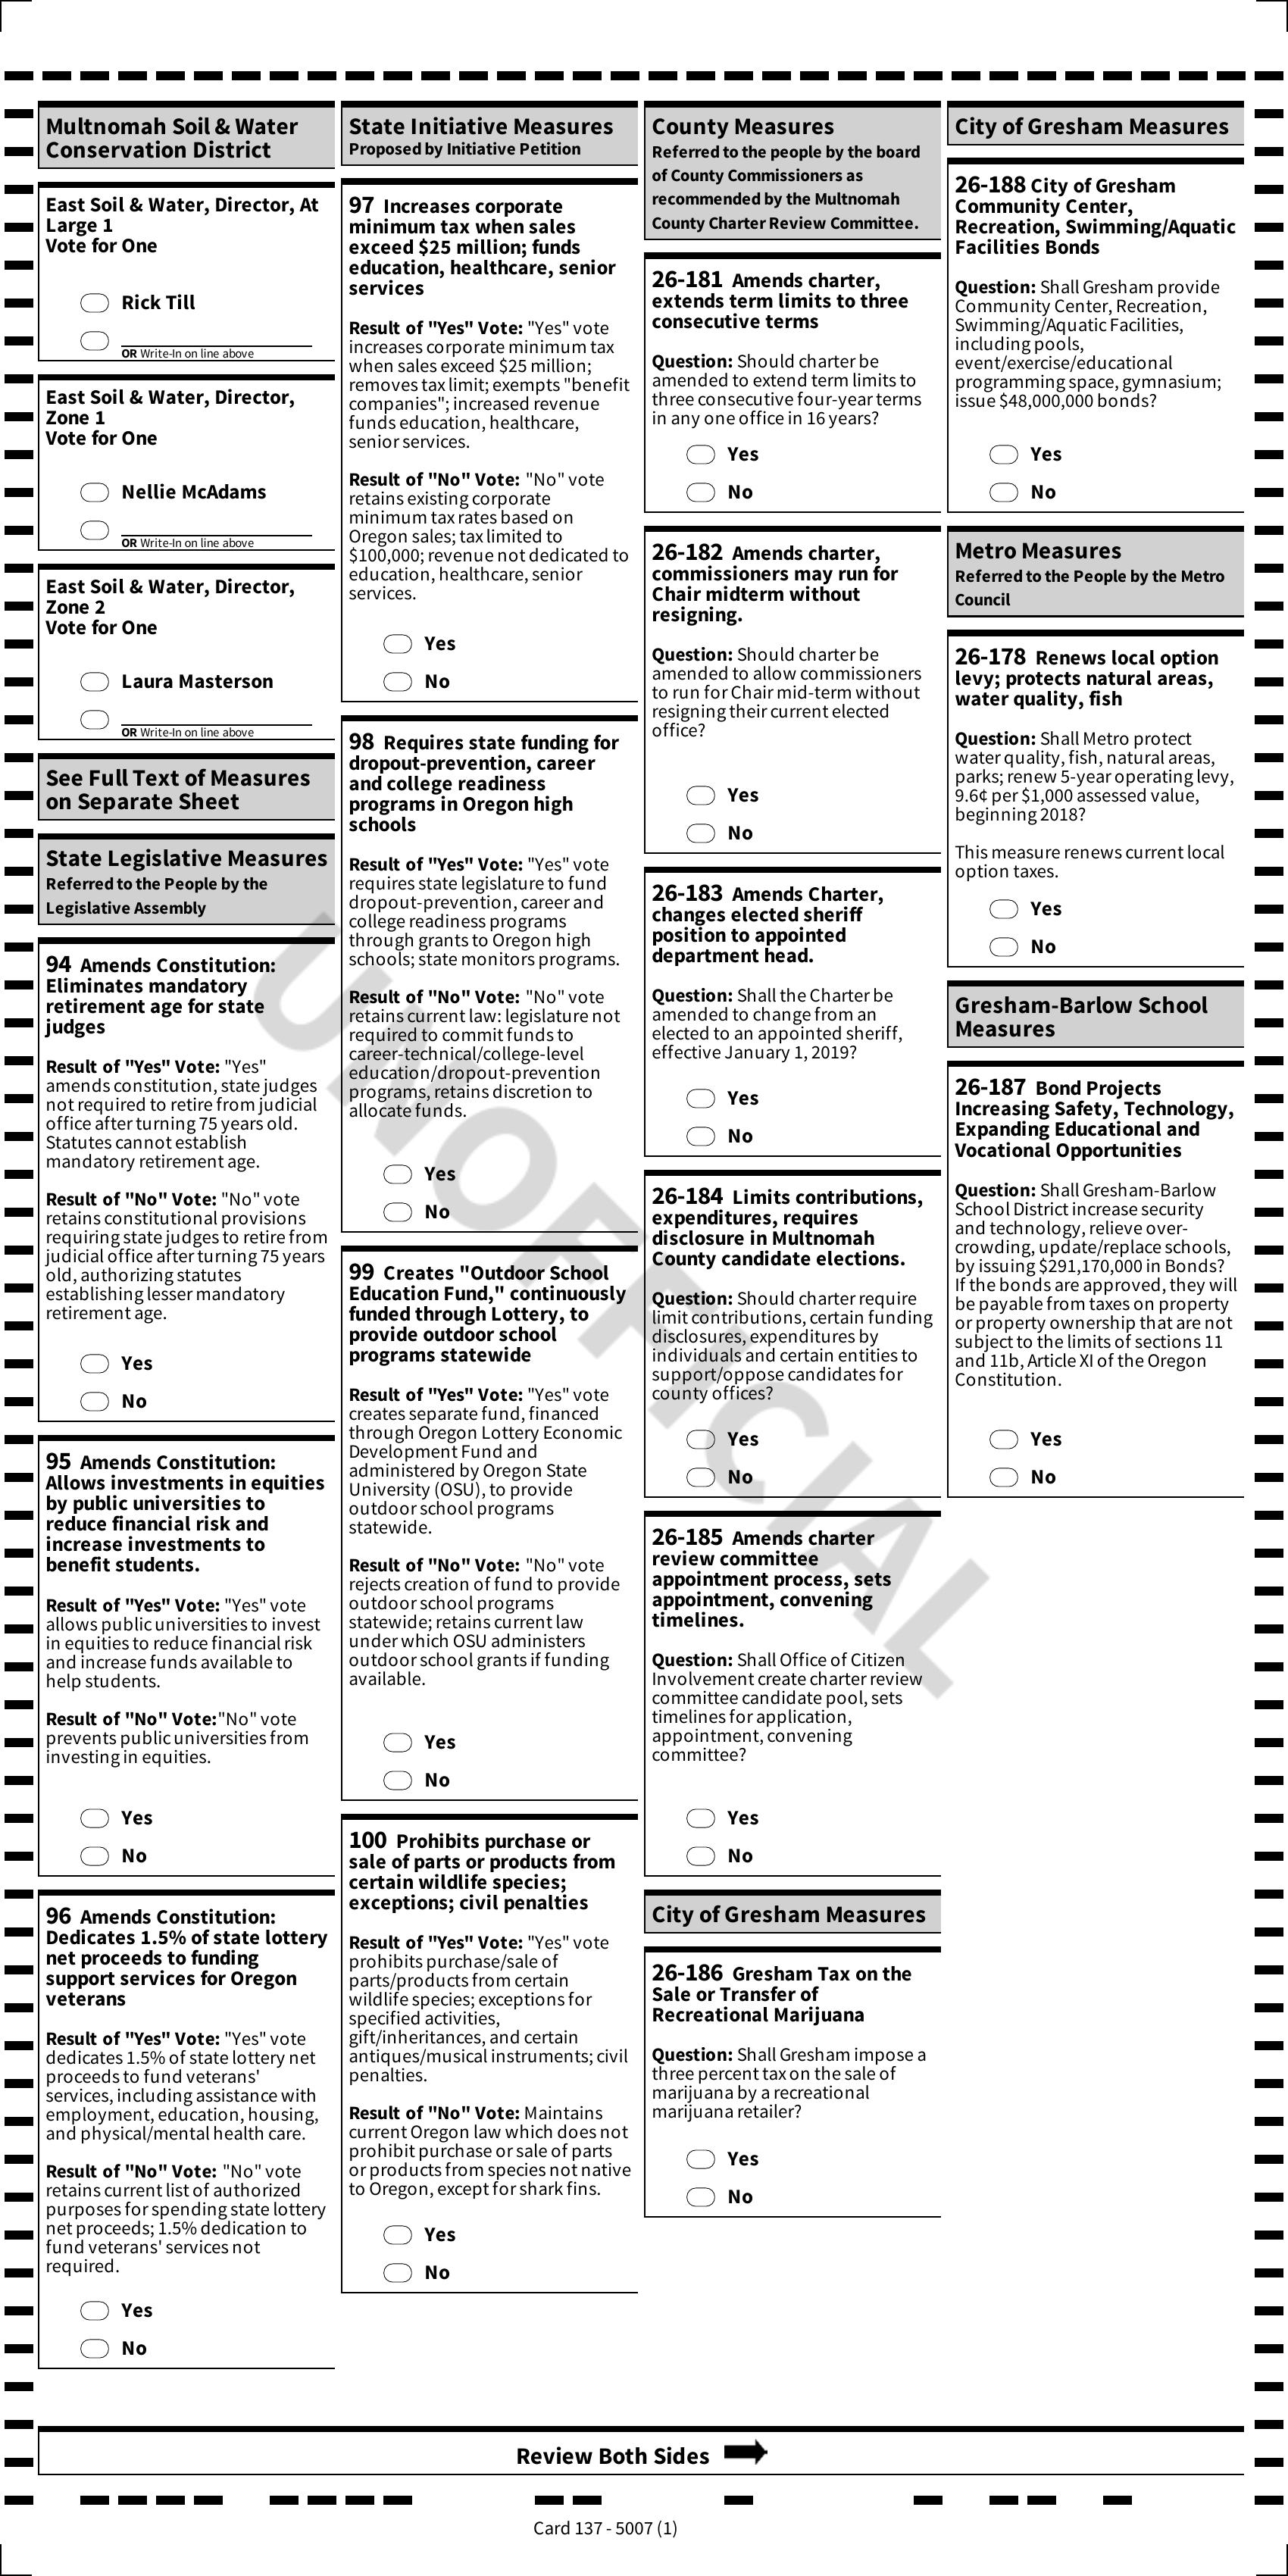 Multnomah Soil & Water
Conservation District
East Soil & Water, Director, At
Large 1
Vote for One
Rick Till
OR Write-In on line above
East Soil & Water, Director,
Zone 1
Vote for One
Nellie McAdams
OR Write-In on line above
East Soil & Water, Director,
Zone 2
Vote for One
Laura Masterson
OR Write-In on line above
See Full Text of Measures
on Separate Sheet
State Legislative Measures
Referred to the People by the
Legislative Assembly
94 Amends Constitution:
Eliminates mandatory
retirement age for state
judges
Result of "Yes" Vote: "Yes"
amends constitution, state judges
not required to retire from judicial
office after turning 75 years old.
Statutes cannot establish
mandatory retirement age.
Result of "No" Vote: "No" vote
retains constitutional provisions
requiring state judges to retire from
judicial office after turning 75 years
old, authorizing statutes
establishing lesser mandatory
retirement age.
Yes
No
95 Amends Constitution:
Allows investments in equities
by public universities to
reduce financial risk and
increase investments to
benefit students.
Result of "Yes" Vote: "Yes" vote
allows public universities to invest
in equities to reduce financial risk
and increase funds available to
help students.
Result of "No" Vote:"No" vote
prevents public universities from
investing in equities.
Yes
No
96 Amends Constitution:
Dedicates 1.5% of state lottery
net proceeds to funding
support services for Oregon
veterans
Result of "Yes" Vote: "Yes" vote
dedicates 1.5% of state lottery net
proceeds to fund veterans'
services, including assistance with
employment, education, housing,
and physical/mental health care.
Result of "No" Vote: "No" vote
retains current list of authorized
purposes for spending state lottery
net proceeds; 1.5% dedication to
fund veterans' services not
required.
Yes
No
State Initiative Measures
Proposed by Initiative Petition
97 Increases corporate
minimum tax when sales
exceed $25 million; funds
education, healthcare, senior
services
Result of "Yes" Vote: "Yes" vote
increases corporate minimum tax
when sales exceed $25 million;
removes tax limit; exempts "benefit
companies"; increased revenue
funds education, healthcare,
senior services.
Result of "No" Vote: "No" vote
retains existing corporate
minimum tax rates based on
Oregon sales; tax limited to
$100,000; revenue not dedicated to
education, healthcare, senior
services.
Yes
No
98 Requires state funding for
dropout-prevention, career
and college readiness
programs in Oregon high
schools
Result of "Yes" Vote: "Yes" vote
requires state legislature to fund
dropout-prevention, career and
college readiness programs
through grants to Oregon high
schools; state monitors programs.
Result of "No" Vote: "No" vote
retains current law: legislature not
required to commit funds to
career-technical/college-level
education/dropout-prevention
programs, retains discretion to
allocate funds.
Yes
No
99 Creates "Outdoor School
Education Fund," continuously
funded through Lottery, to
provide outdoor school
programs statewide
Result of "Yes" Vote: "Yes" vote
creates separate fund, financed
through Oregon Lottery Economic
Development Fund and
administered by Oregon State
University (OSU), to provide
outdoor school programs
statewide.
Result of "No" Vote: "No" vote
rejects creation of fund to provide
outdoor school programs
statewide; retains current law
under which OSU administers
outdoor school grants if funding
available.
Yes
No
100 Prohibits purchase or
sale of parts or products from
certain wildlife species;
exceptions; civil penalties
Result of "Yes" Vote: "Yes" vote
prohibits purchase/sale of
parts/products from certain
wildlife species; exceptions for
specified activities,
gift/inheritances, and certain
antiques/musical instruments; civil
penalties.
Result of "No" Vote: Maintains
current Oregon law which does not
prohibit purchase or sale of parts
or products from species not native
to Oregon, except for shark fins.
Yes
No
County Measures
Referred to the people by the board
of County Commissioners as
recommended by the Multnomah
County Charter Review Committee.
26-181 Amends charter,
extends term limits to three
consecutive terms
Question: Should charter be
amended to extend term limits to
three consecutive four-year terms
in any one office in 16 years?
Yes
No
26-182 Amends charter,
commissioners may run for
Chair midterm without
resigning.
Question: Should charter be
amended to allow commissioners
to run for Chair mid-term without
resigning their current elected
office?
Yes
No
26-183 Amends Charter,
changes elected sheriff
position to appointed
department head.
Question: Shall the Charter be
amended to change from an
elected to an appointed sheriff,
effective January 1, 2019?
Yes
No
26-184 Limits contributions,
expenditures, requires
disclosure in Multnomah
County candidate elections.
Question: Should charter require
limit contributions, certain funding
disclosures, expenditures by
individuals and certain entities to
support/oppose candidates for
county offices?
Yes
No
26-185 Amends charter
review committee
appointment process, sets
appointment, convening
timelines.
Question: Shall Office of Citizen
Involvement create charter review
committee candidate pool, sets
timelines for application,
appointment, convening
committee?
Yes
No
City of Gresham Measures
26-186 Gresham Tax on the
Sale or Transfer of
Recreational Marijuana
Question: Shall Gresham impose a
three percent tax on the sale of
marijuana by a recreational
marijuana retailer?
Yes
No
City of Gresham Measures
26-188 City of Gresham
Community Center,
Recreation, Swimming/Aquatic
Facilities Bonds
Question: Shall Gresham provide
Community Center, Recreation,
Swimming/Aquatic Facilities,
including pools,
event/exercise/educational
programming space, gymnasium;
issue $48,000,000 bonds?
Yes
No
Metro Measures
Referred to the People by the Metro
Council
26-178 Renews local option
levy; protects natural areas,
water quality, fish
Question: Shall Metro protect
water quality, fish, natural areas,
parks; renew 5-year operating levy,
9.6¢ per $1,000 assessed value,
beginning 2018?
This measure renews current local
option taxes.
Yes
No
Gresham-Barlow School
Measures
26-187 Bond Projects
Increasing Safety, Technology,
Expanding Educational and
Vocational Opportunities
Question: Shall Gresham-Barlow
School District increase security
and technology, relieve over-
crowding, update/replace schools,
by issuing $291,170,000 in Bonds?
If the bonds are approved, they will
be payable from taxes on property
or property ownership that are not
subject to the limits of sections 11
and 11b, Article XI of the Oregon
Constitution.
Yes
No
UNOFFICIAL
Review Both Sides
Card 137 - 5007 (1)